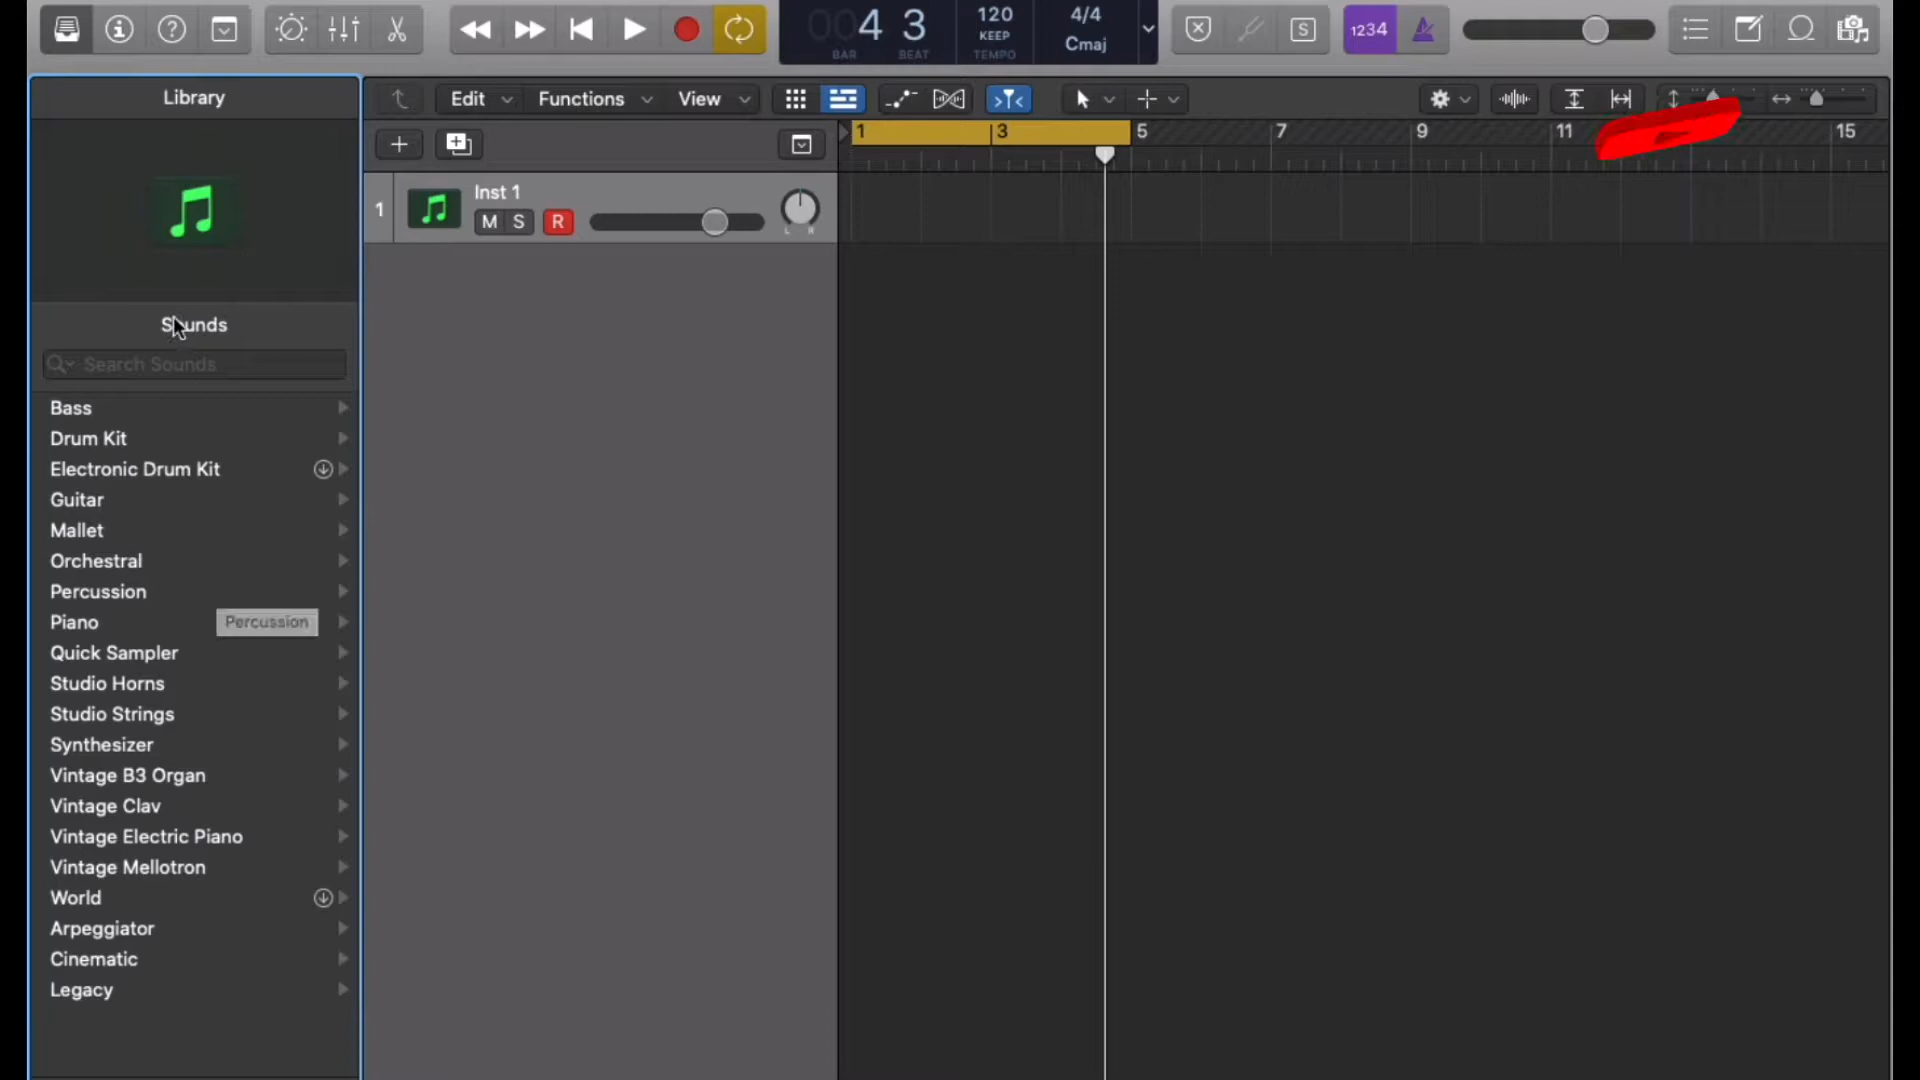 004 3
BAR BEAT
120
KEEP
TEMPO
4/4
Cmaj
S
1234
Library
Edit Functions View
1 3 5 7 9 11 15
1
Inst 1
M S R
L R
Sounds
Search Sounds
Bass
Drum Kit
Electronic Drum Kit
Guitar
Mallet
Orchestral
Percussion
Piano
Percussion
Quick Sampler
Studio Horns
Studio Strings
Synthesizer
Vintage B3 Organ
Vintage Clav
Vintage Electric Piano
Vintage Mellotron
World
Arpeggiator
Cinematic
Legacy